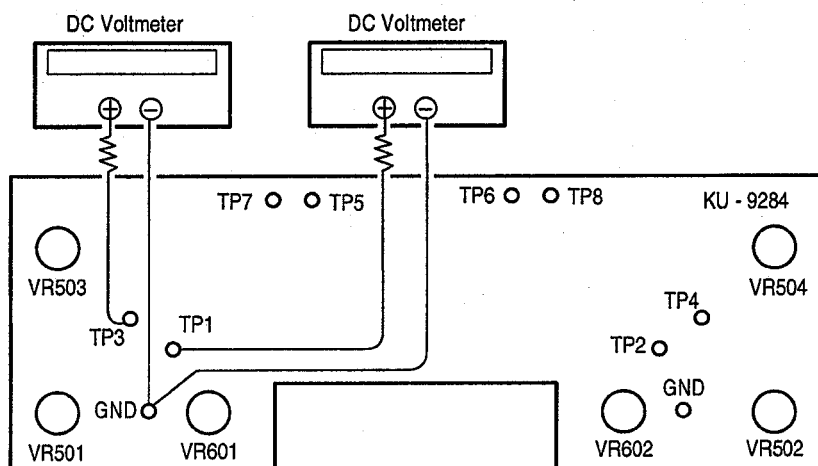 DC Voltmeter
DC Voltmeter
+ − + −
TP7 TP5 TP6 TP8 KU - 9284
VR503 VR504
TP3 TP1 TP4
TP2
GND GND
VR501 VR601 VR602 VR502